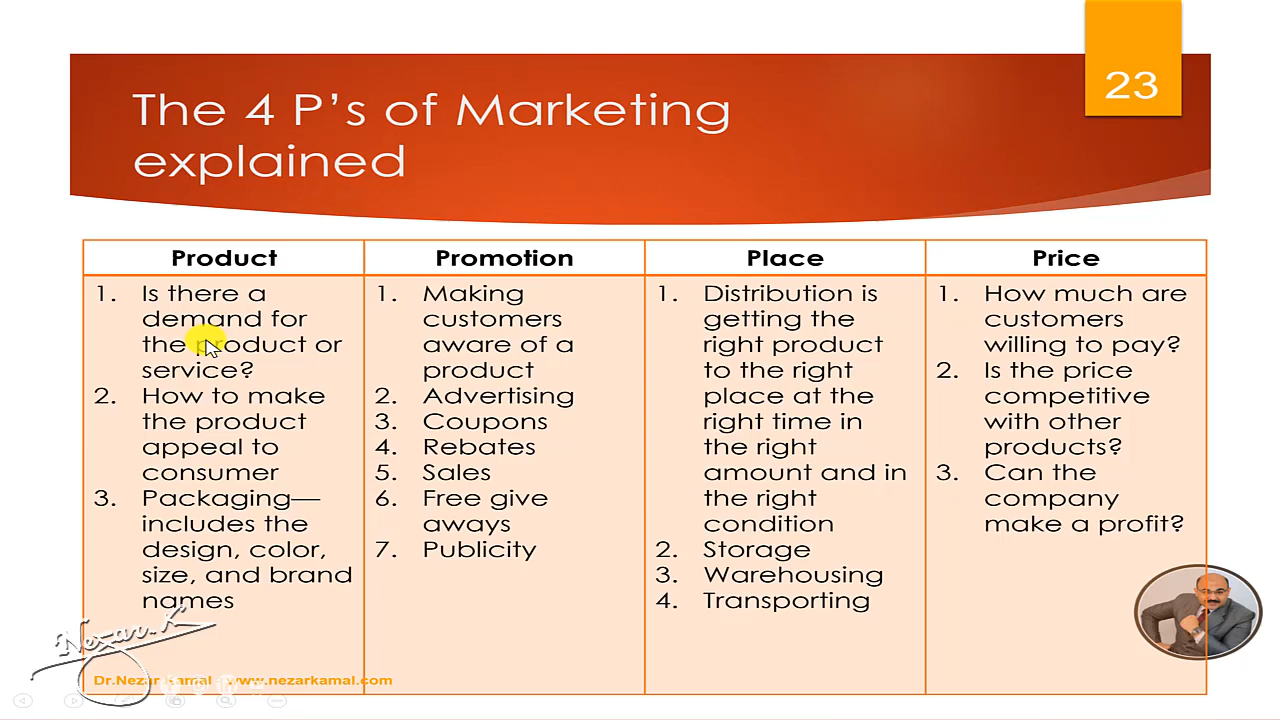 The 4 P's of Marketing
explained
23
Product
1. Is there a
demand for
the product or
service?
2. How to make
the product
appeal to
consumer
3. Packaging—
includes the
design, color,
size, and brand
names
Promotion
1. Making
customers
aware of a
product
2. Advertising
3. Coupons
4. Rebates
5. Sales
6. Free give
aways
7. Publicity
Place
1. Distribution is
getting the
right product
to the right
place at the
right time in
the right
amount and in
the right
condition
2. Storage
3. Warehousing
4. Transporting
Price
1. How much are
customers
willing to pay?
2. Is the price
competitive
with other
products?
3. Can the
company
make a profit?
Nezar.K
Dr.Nezar Kamal www.nezarkamal.com